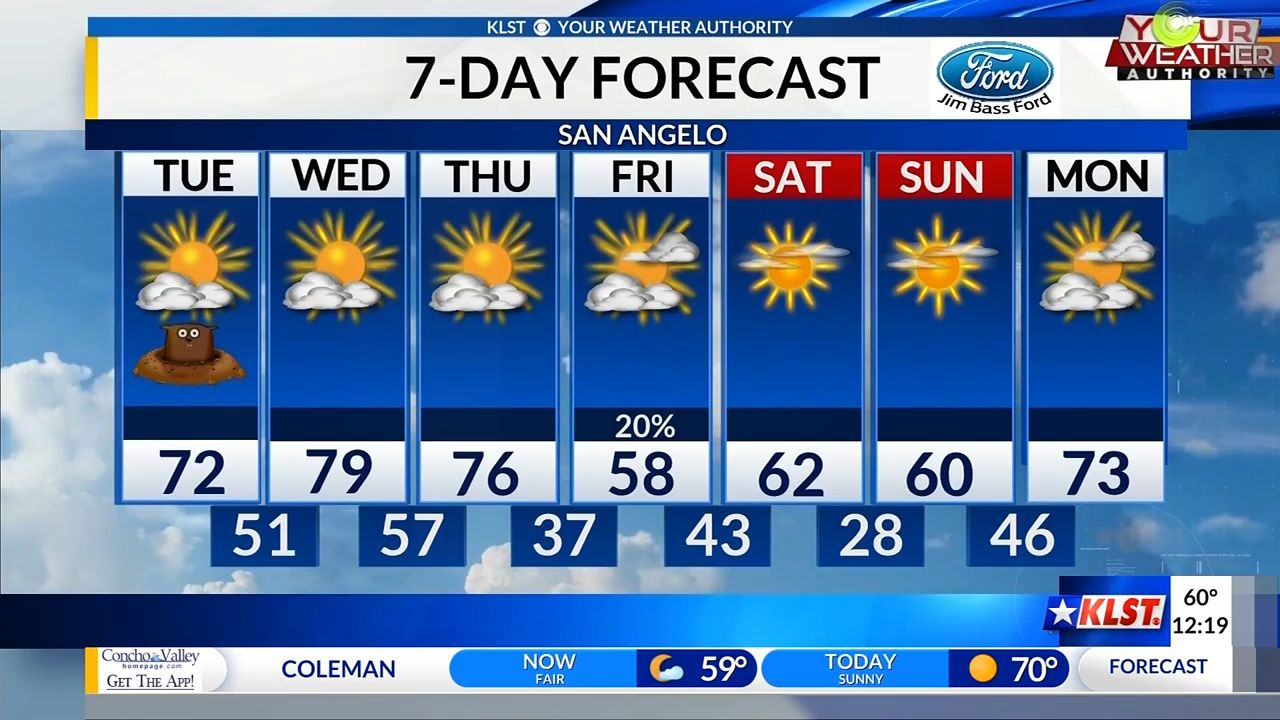 KLST YOUR WEATHER AUTHORITY
7-DAY FORECAST
Ford
Jim Bass Ford
YOUR
WEATHER
AUTHORITY
SAN ANGELO
TUE WED THU FRI SAT SUN MON
20%
72 79 76 58 62 60 73
51 57 37 43 28 46
KLST
60°
12:19
Concho Valley
homepage.com
GET THE APP!
COLEMAN
NOW
FAIR
59°
TODAY
SUNNY
70°
FORECAST